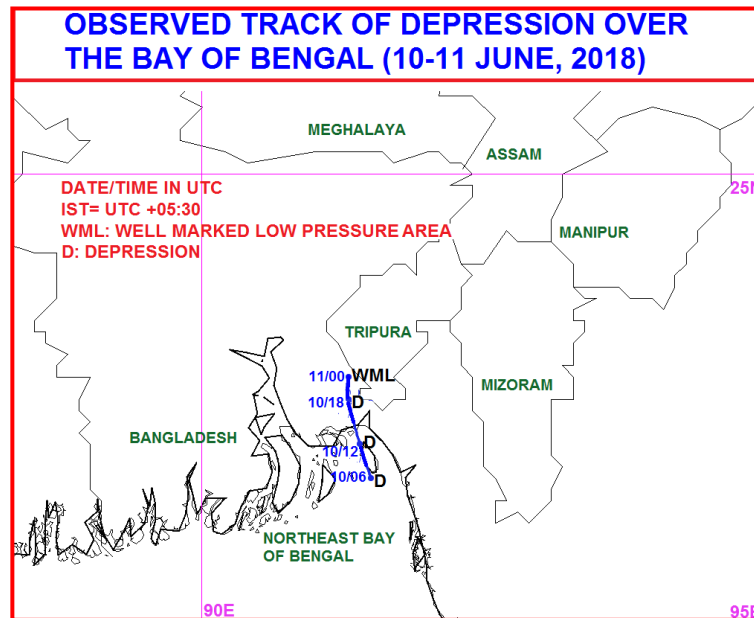 OBSERVED TRACK OF DEPRESSION OVER
THE BAY OF BENGAL (10-11 JUNE, 2018)
MEGHALAYA
ASSAM
25N
DATE/TIME IN UTC
IST= UTC +05:30
WML: WELL MARKED LOW PRESSURE AREA
D: DEPRESSION
MANIPUR
TRIPURA
11/00 WML
MIZORAM
10/18 D
BANGLADESH
D
10/12
10/06 D
NORTHEAST BAY
OF BENGAL
90E
95E